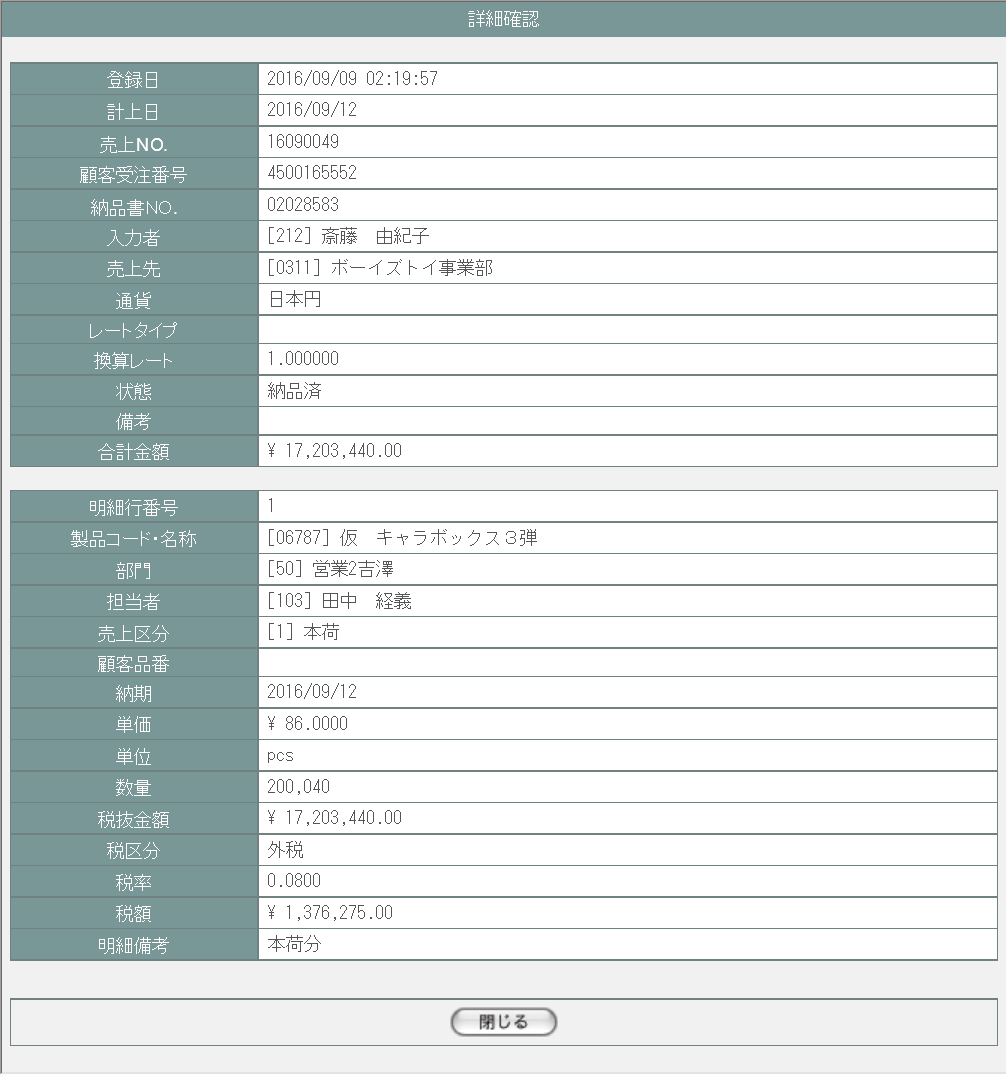 詳細確認
登録日 2016/09/09 02:19:57
計上日 2016/09/12
売上NO. 16090049
顧客受注番号 4500165552
納品書NO. 02028583
入力者 [212] 斎藤　由紀子
売上先 [0311] ボーイズトイ事業部
通貨 日本円
レートタイプ
換算レート 1.000000
状態 納品済
備考
合計金額 ¥ 17,203,440.00
明細行番号 1
製品コード・名称 [06787] 仮　キャラボックス３弾
部門 [50] 営業2吉澤
担当者 [103] 田中　経義
売上区分 [1] 本荷
顧客品番
納期 2016/09/12
単価 ¥ 86.0000
単位 pcs
数量 200,040
税抜金額 ¥ 17,203,440.00
税区分 外税
税率 0.0800
税額 ¥ 1,376,275.00
明細備考 本荷分
閉じる